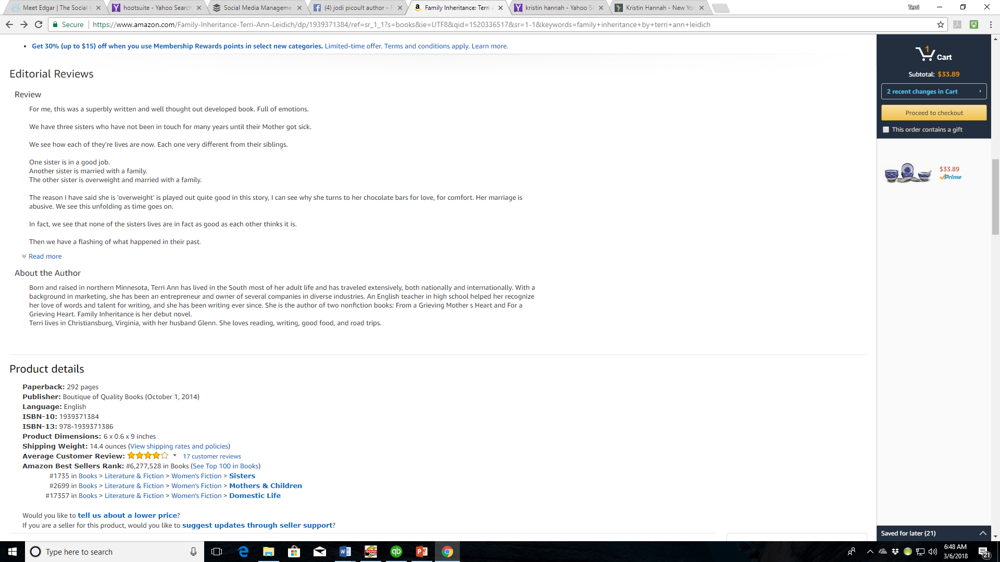 Meet Edgar | The Social
hootsuite - Yahoo Search
Social Media Manageme
(4) jodi picoult author - F
Family Inheritance: Terri
kristin hannah - Yahoo S
Kristin Hannah - New Yo
Terri
Secure https://www.amazon.com/Family-Inheritance-Terri-Ann-Leidich/dp/1939371384/ref=sr_1_1?s=books&ie=UTF8&qid=1520336517&sr=1-1&keywords=family+inheritance+by+terri+ann+leidich
• Get 30% (up to $15) off when you use Membership Rewards points in select new categories. Limited-time offer. Terms and conditions apply. Learn more.
Editorial Reviews
Review
For me, this was a superbly written and well thought out developed book. Full of emotions.
We have three sisters who have not been in touch for many years until their Mother got sick.
We see how each of they're lives are now. Each one very different from their siblings.
One sister is in a good job.
Another sister is married with a family.
The other sister is overweight and married with a family.
The reason I have said she is 'overweight' is played out quite good in this story, I can see why she turns to her chocolate bars for love, for comfort. Her marriage is
abusive. We see this unfolding as time goes on.
In fact, we see that none of the sisters lives are in fact as good as each other thinks it is.
Then we have a flashing of what happened in their past.
Read more
About the Author
Born and raised in northern Minnesota, Terri Ann has lived in the South most of her adult life and has traveled extensively, both nationally and internationally. With a
background in marketing, she has been an entrepreneur and owner of several companies in diverse industries. An English teacher in high school helped her recognize
her love of words and talent for writing, and she has been writing ever since. She is the author of two nonfiction books: From a Grieving Mother s Heart and For a
Grieving Heart. Family Inheritance is her debut novel.
Terri lives in Christiansburg, Virginia, with her husband Glenn. She loves reading, writing, good food, and road trips.
Product details
Paperback: 292 pages
Publisher: Boutique of Quality Books (October 1, 2014)
Language: English
ISBN-10: 1939371384
ISBN-13: 978-1939371386
Product Dimensions: 6 x 0.6 x 9 inches
Shipping Weight: 14.4 ounces (View shipping rates and policies)
Average Customer Review: 17 customer reviews
Amazon Best Sellers Rank: #6,277,528 in Books (See Top 100 in Books)
#1735 in Books > Literature & Fiction > Women's Fiction > Sisters
#2699 in Books > Literature & Fiction > Women's Fiction > Mothers & Children
#17357 in Books > Literature & Fiction > Women's Fiction > Domestic Life
Would you like to tell us about a lower price?
If you are a seller for this product, would you like to suggest updates through seller support?
1 Cart
Subtotal: $33.89
2 recent changes in Cart
Proceed to checkout
This order contains a gift
$33.89
Prime
Saved for later (21)
Type here to search
6:48 AM
3/6/2018
21